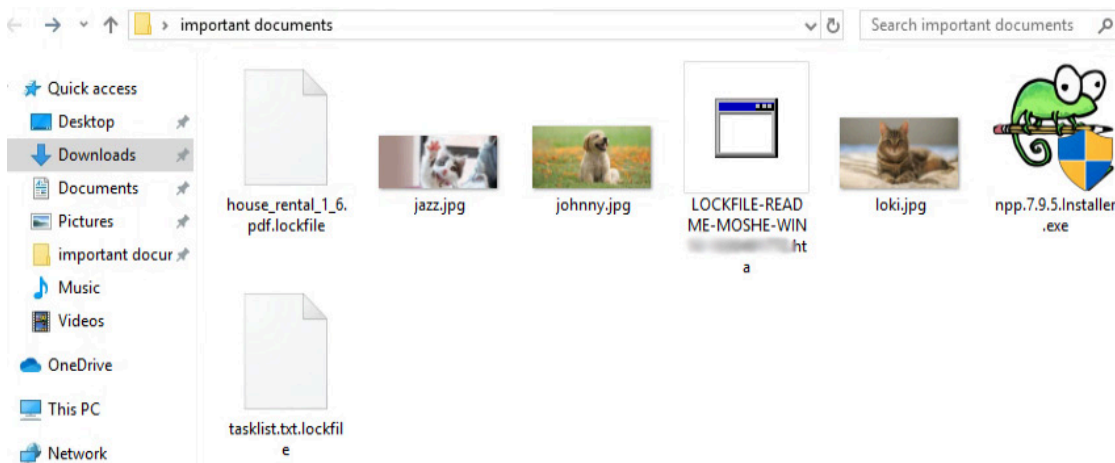 important documents
Search important documents
Quick access
Desktop
Downloads
Documents
Pictures
important docur
Music
Videos
OneDrive
This PC
Network
house_rental_1_6.
pdf.lockfile
jazz.jpg
johnny.jpg
LOCKFILE-READ
ME-MOSHE-WIN
.ht
a
loki.jpg
npp.7.9.5.Installer
.exe
tasklist.txt.lockfil
e